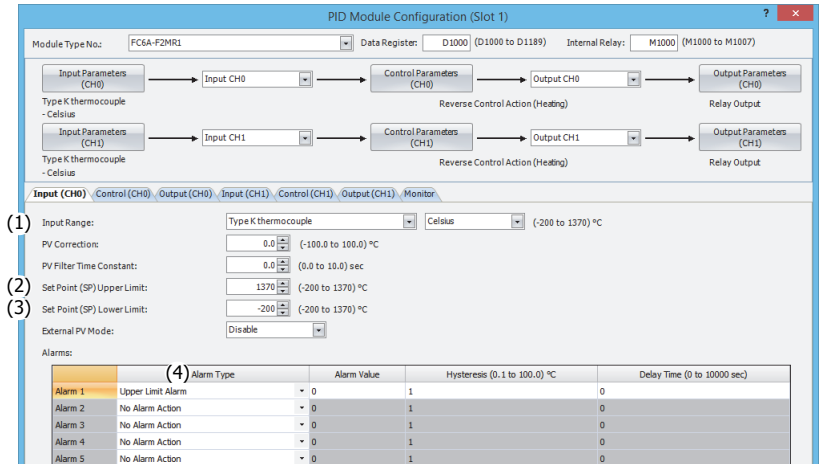 PID Module Configuration (Slot 1) ? ×
Module Type No.: FC6A-F2MR1 Data Register: D1000 (D1000 to D1189) Internal Relay: M1000 (M1000 to M1007)
Input Parameters (CH0) Input CH0 Control Parameters (CH0) Output CH0 Output Parameters (CH0)
Type K thermocouple Reverse Control Action (Heating) Relay Output
- Celsius
Input Parameters (CH1) Input CH1 Control Parameters (CH1) Output CH1 Output Parameters (CH1)
Type K thermocouple Reverse Control Action (Heating) Relay Output
- Celsius
Input (CH0) Control (CH0) Output (CH0) Input (CH1) Control (CH1) Output (CH1) Monitor
(1) Input Range: Type K thermocouple Celsius (-200 to 1370) ºC
PV Correction: 0.0 (-100.0 to 100.0) ºC
PV Filter Time Constant: 0.0 (0.0 to 10.0) sec
(2) Set Point (SP) Upper Limit: 1370 (-200 to 1370) ºC
(3) Set Point (SP) Lower Limit: -200 (-200 to 1370) ºC
External PV Mode: Disable
Alarms:
(4) Alarm Type Alarm Value Hysteresis (0.1 to 100.0) ºC Delay Time (0 to 10000 sec)
Alarm 1 Upper Limit Alarm 0 1 0
Alarm 2 No Alarm Action 0 1 0
Alarm 3 No Alarm Action 0 1 0
Alarm 4 No Alarm Action 0 1 0
Alarm 5 No Alarm Action 0 1 0